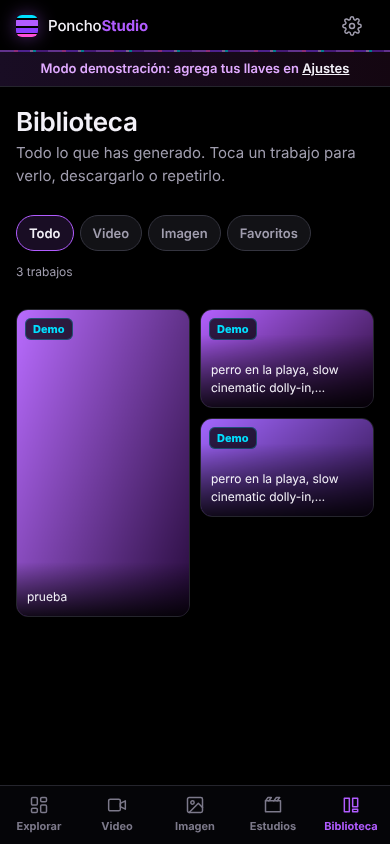 PonchoStudio
Modo demostración: agrega tus llaves en Ajustes
Biblioteca
Todo lo que has generado. Toca un trabajo para
verlo, descargarlo o repetirlo.
Todo
Video
Imagen
Favoritos
3 trabajos
Demo
prueba
Demo
perro en la playa, slow
cinematic dolly-in,...
Demo
perro en la playa, slow
cinematic dolly-in,...
Explorar
Video
Imagen
Estudios
Biblioteca